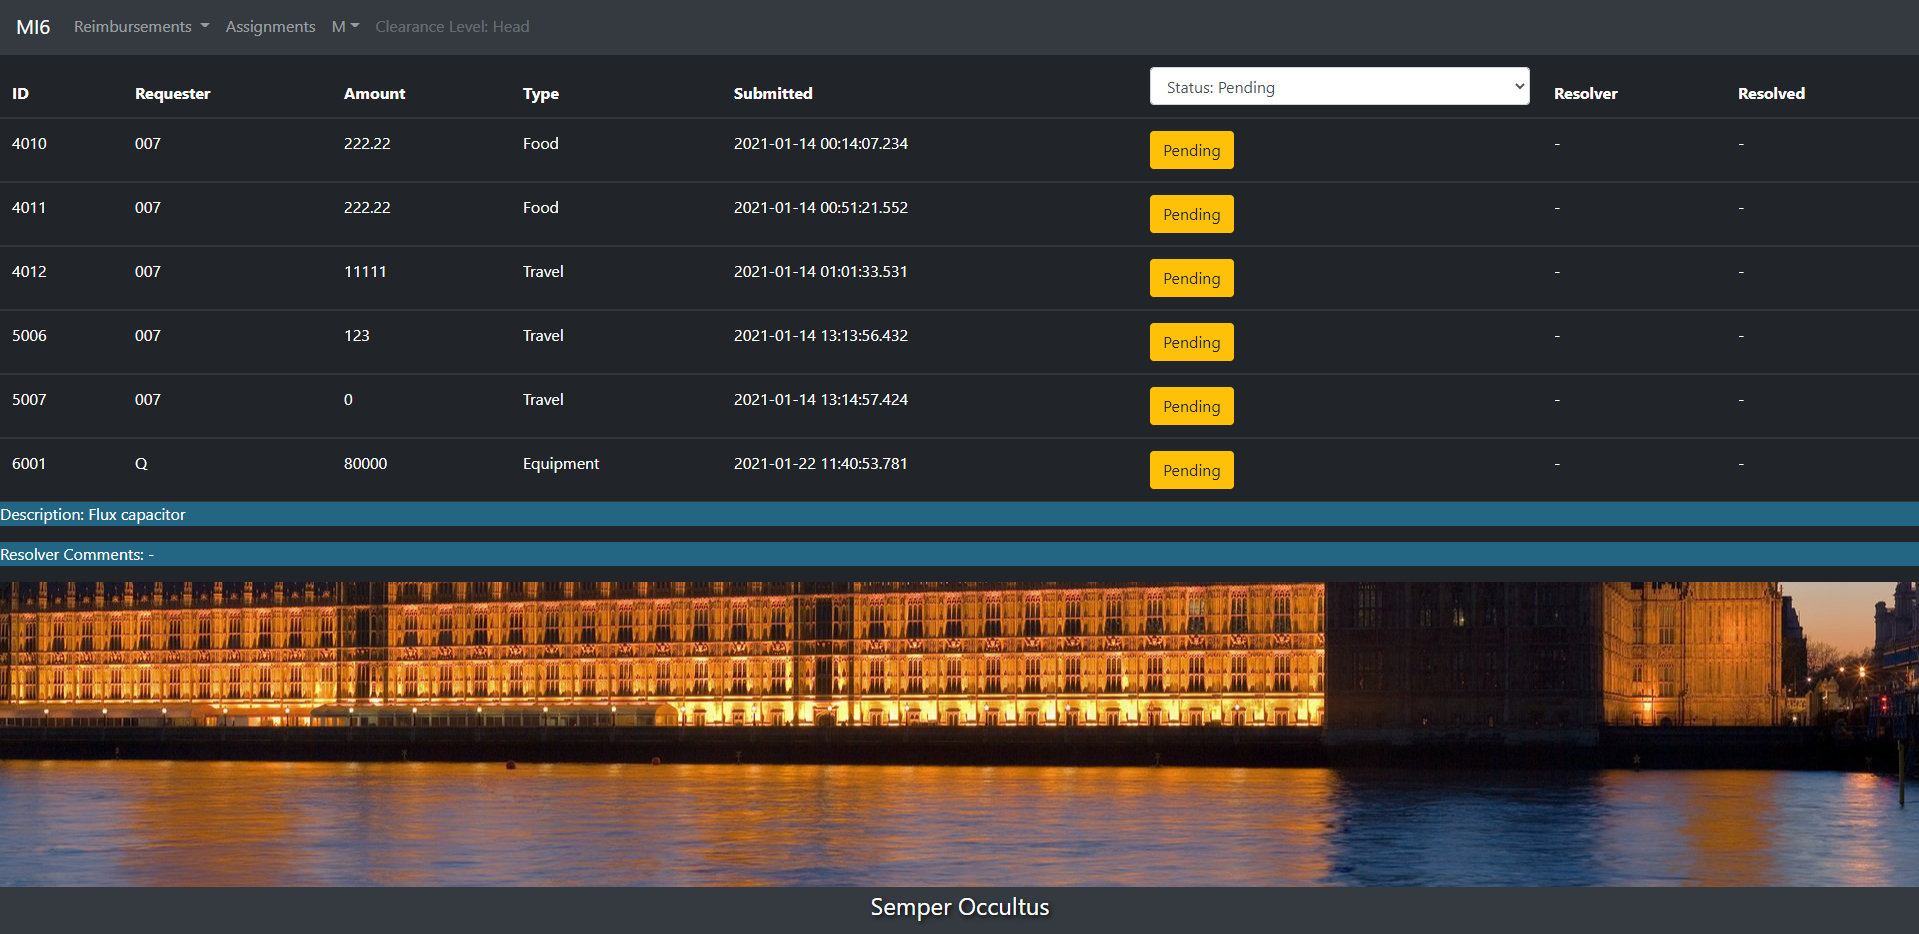 MI6 Reimbursements Assignments M Clearance Level: Head
ID Requester Amount Type Submitted Status: Pending Resolver Resolved
4010 007 222.22 Food 2021-01-14 00:14:07.234 Pending - -
4011 007 222.22 Food 2021-01-14 00:51:21.552 Pending - -
4012 007 11111 Travel 2021-01-14 01:01:33.531 Pending - -
5006 007 123 Travel 2021-01-14 13:13:56.432 Pending - -
5007 007 0 Travel 2021-01-14 13:14:57.424 Pending - -
6001 Q 80000 Equipment 2021-01-22 11:40:53.781 Pending - -
Description: Flux capacitor
Resolver Comments: -
Semper Occultus